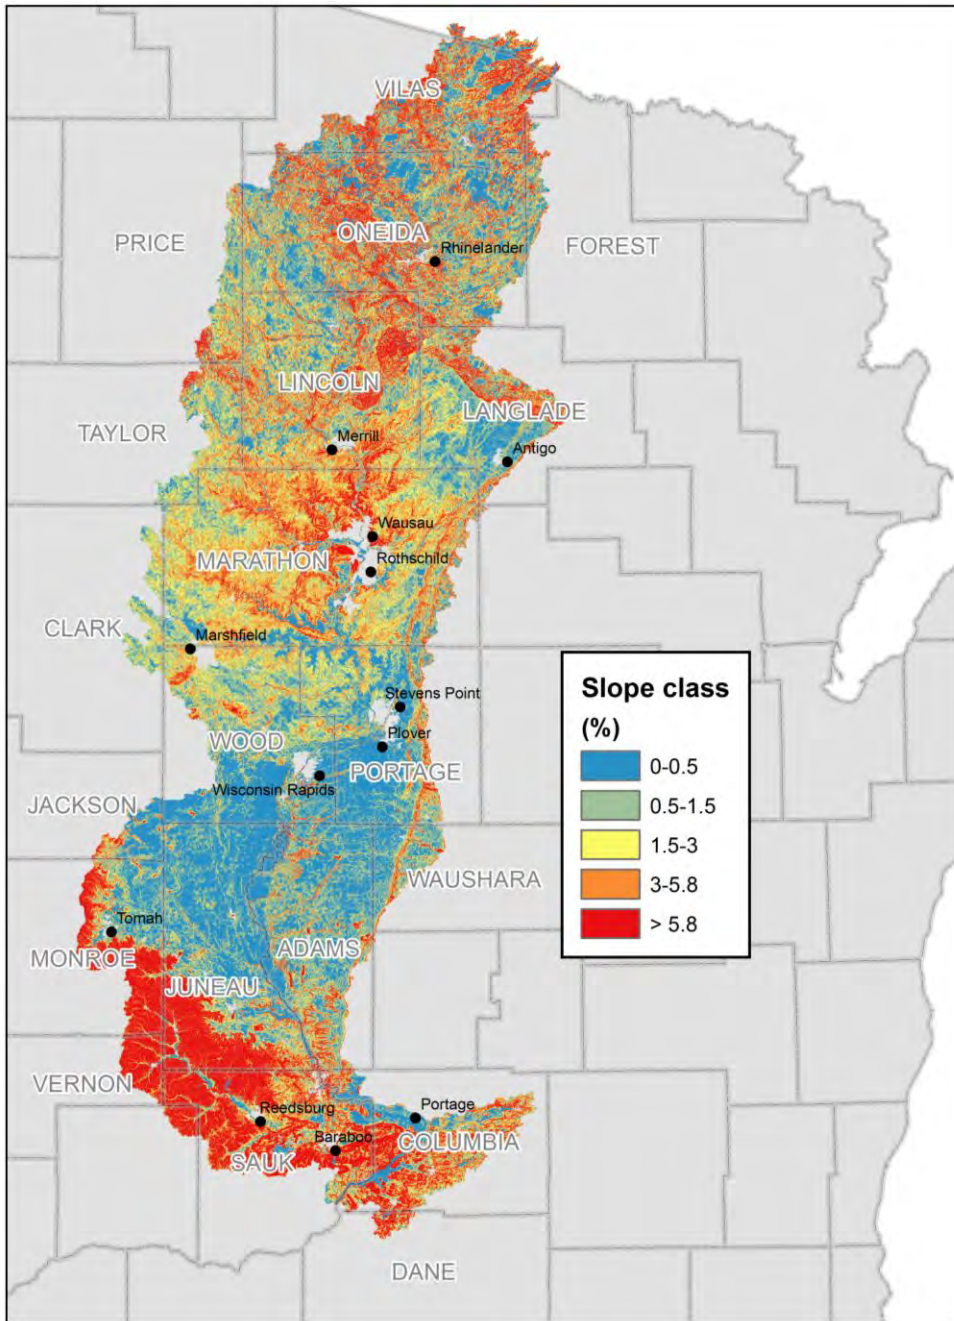 VILAS
ONEIDA
Rhinelander
PRICE
FOREST
LINCOLN
LANGLADE
TAYLOR
Merrill
Antigo
Wausau
MARATHON
Rothschild
CLARK
Marshfield
Slope class
(%)
0-0.5
0.5-1.5
1.5-3
3-5.8
> 5.8
Stevens Point
WOOD
Plover
PORTAGE
Wisconsin Rapids
JACKSON
WAUSHARA
Tomah
MONROE
ADAMS
JUNEAU
VERNON
Reedsburg
Portage
COLUMBIA
Baraboo
SAUK
DANE